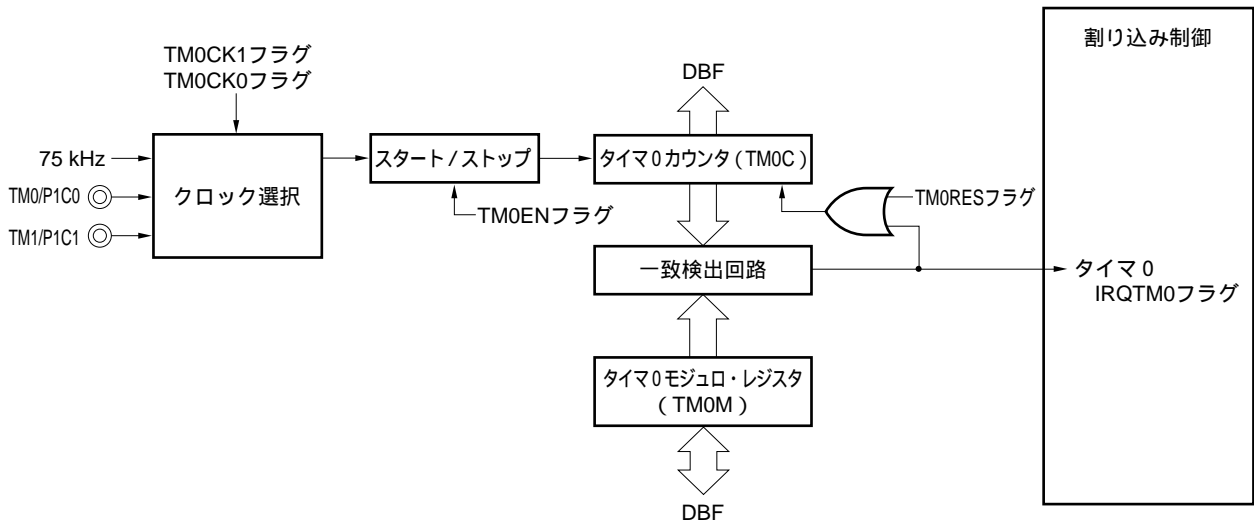 TM0CK1フラグ
TM0CK0フラグ
75 kHz
TM0/P1C0
TM1/P1C1
クロック選択
スタート/ストップ
TM0ENフラグ
DBF
タイマ0カウンタ(TM0C)
TM0RESフラグ
一致検出回路
タイマ0モジュロ・レジスタ
(TM0M)
DBF
割り込み制御
タイマ0
IRQTM0フラグ